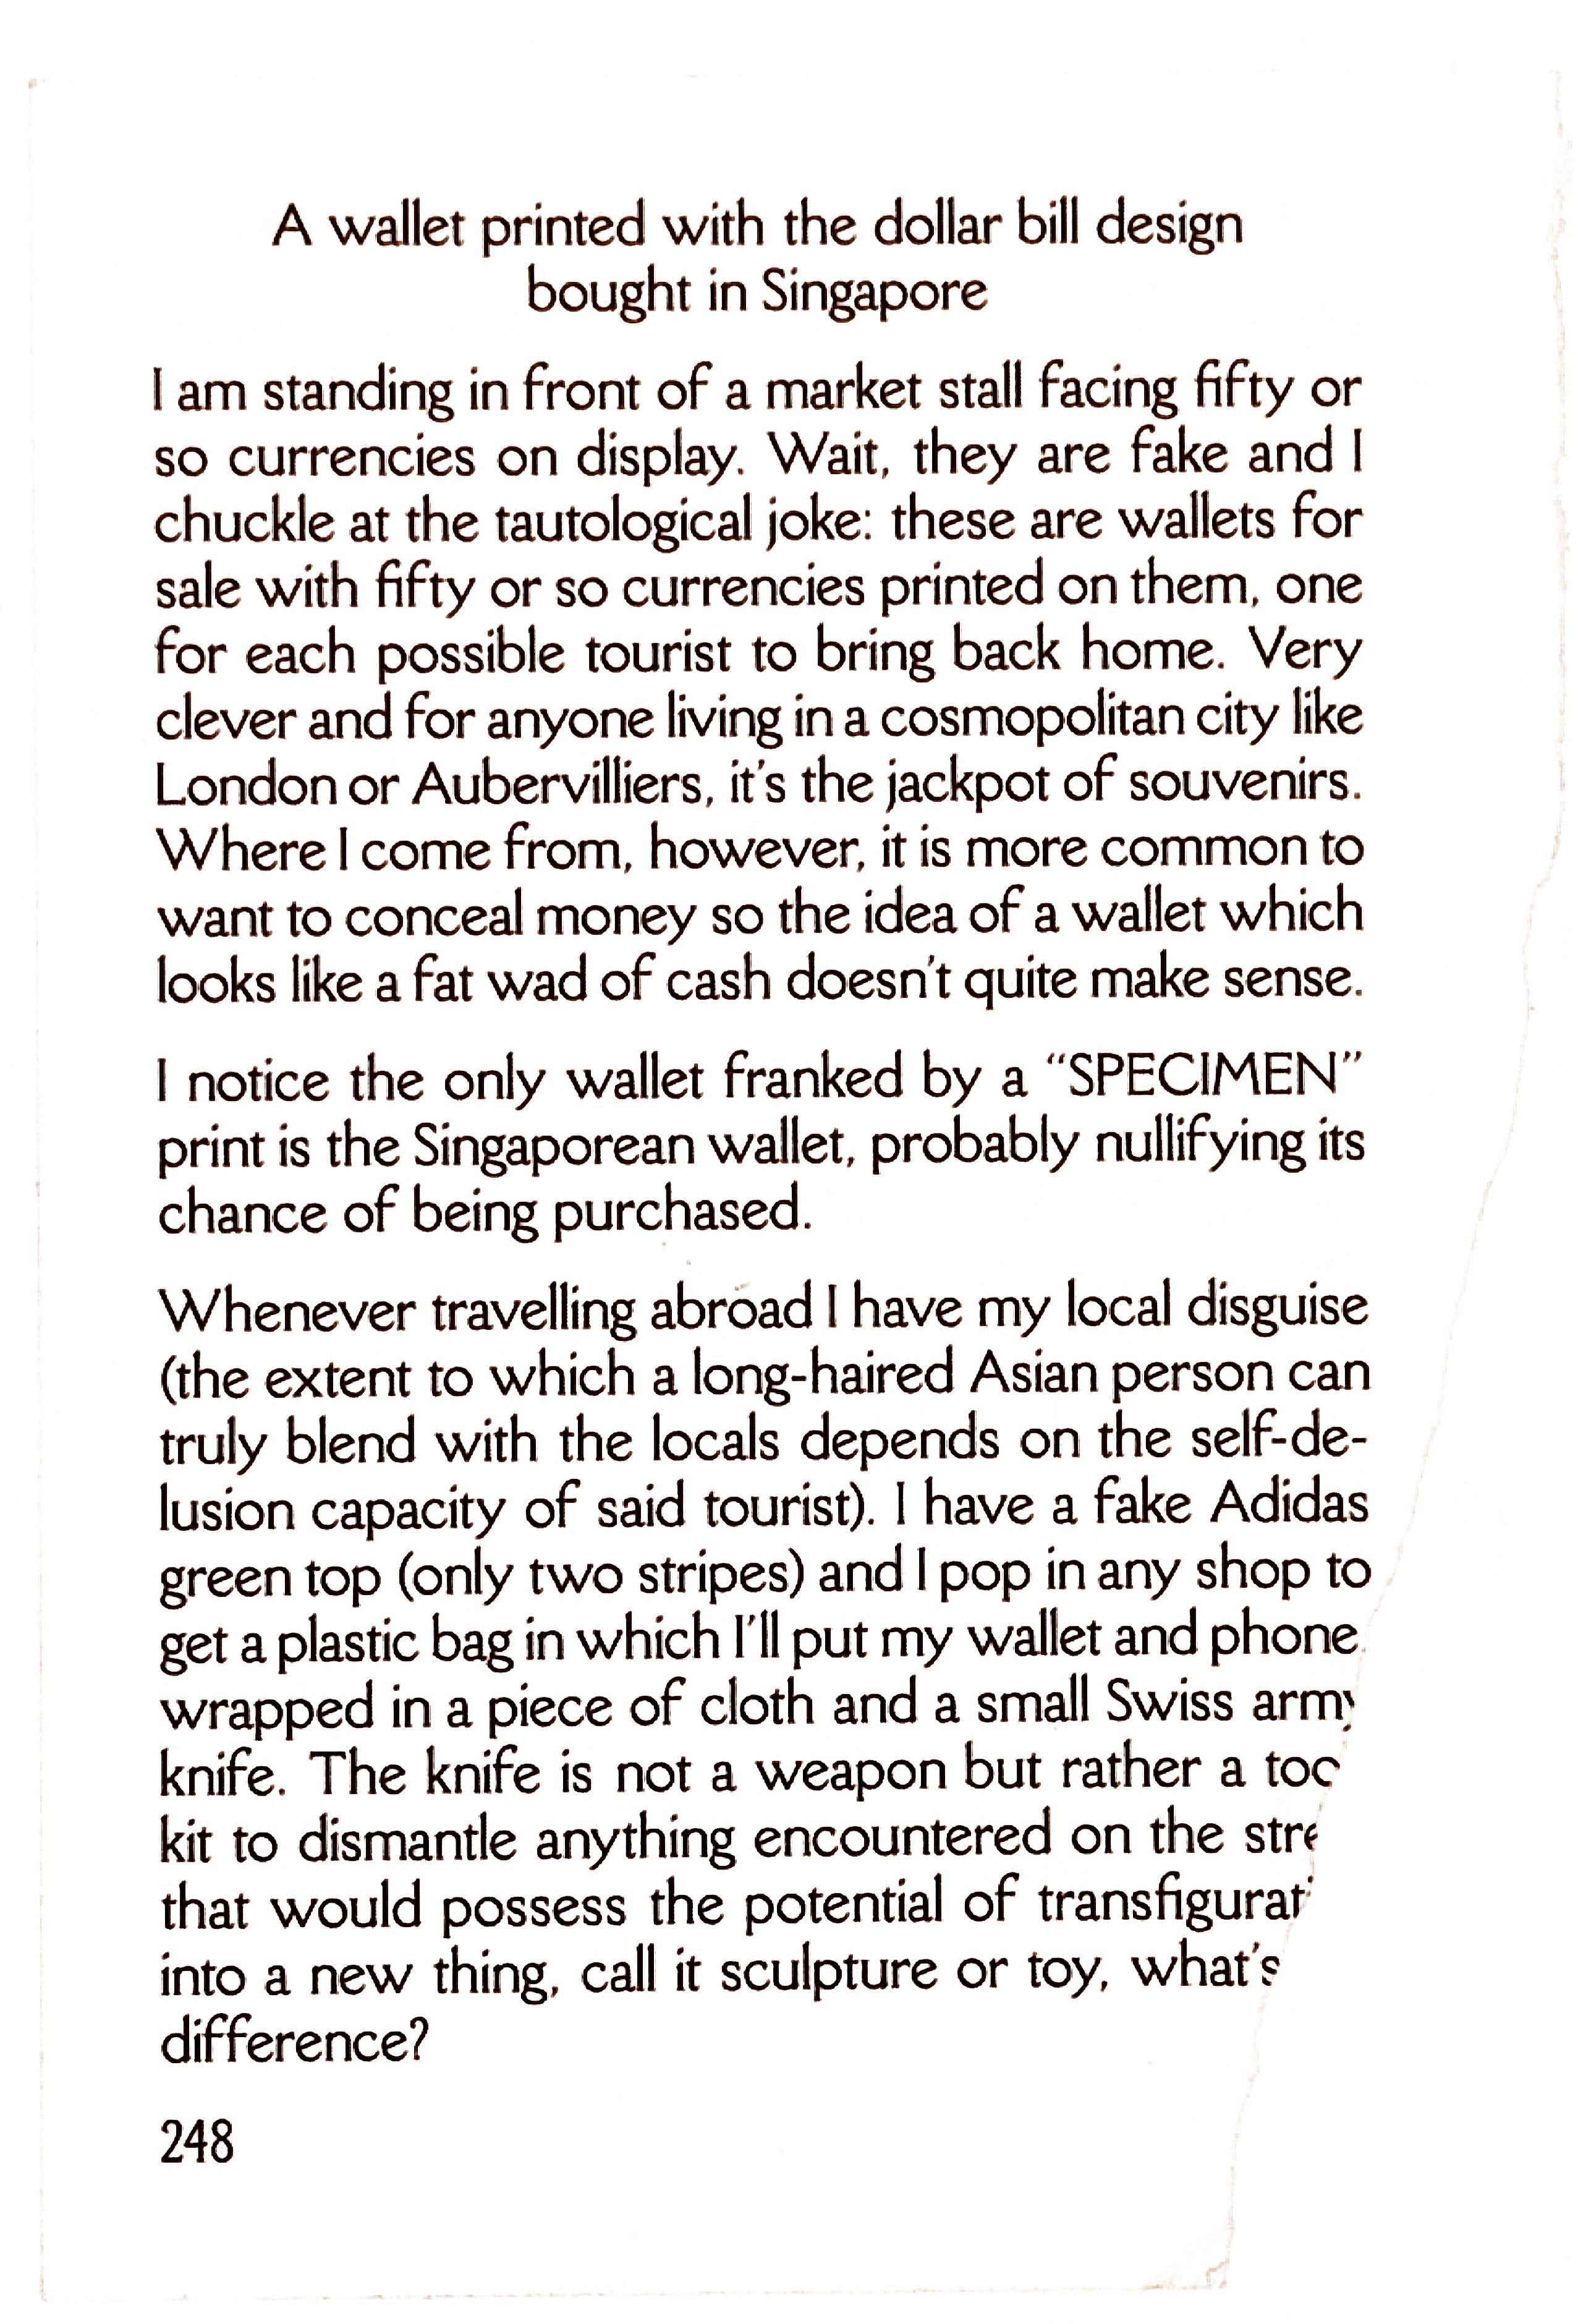 A wallet printed with the dollar bill design
bought in Singapore
I am standing in front of a market stall facing fifty or
so currencies on display. Wait, they are fake and I
chuckle at the tautological joke: these are wallets for
sale with fifty or so currencies printed on them, one
for each possible tourist to bring back home. Very
clever and for anyone living in a cosmopolitan city like
London or Aubervilliers, it's the jackpot of souvenirs.
Where I come from, however, it is more common to
want to conceal money so the idea of a wallet which
looks like a fat wad of cash doesn't quite make sense.
I notice the only wallet franked by a “SPECIMEN”
print is the Singaporean wallet, probably nullifying its
chance of being purchased.
Whenever travelling abroad I have my local disguise
(the extent to which a long-haired Asian person can
truly blend with the locals depends on the self-de-
lusion capacity of said tourist). I have a fake Adidas
green top (only two stripes) and I pop in any shop to
get a plastic bag in which I'll put my wallet and phone
wrapped in a piece of cloth and a small Swiss army
knife. The knife is not a weapon but rather a
kit to dismantle anything encountered on the
that would possess the potential of
into a new thing, call it sculpture or toy, what's
difference?
248